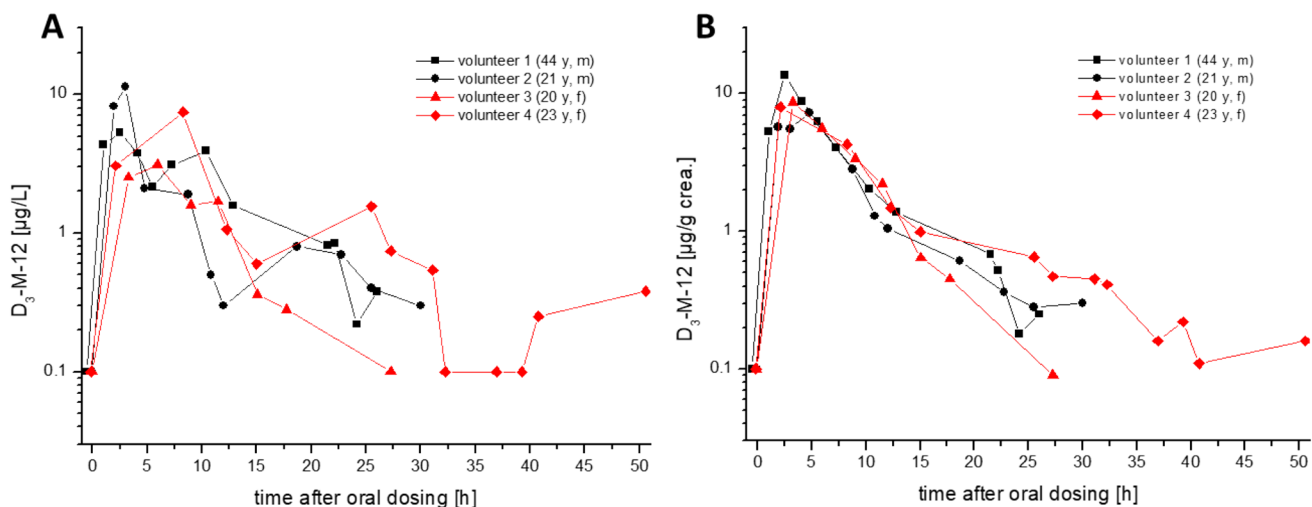 A
volunteer 1 (44 y, m)
volunteer 2 (21 y, m)
volunteer 3 (20 y, f)
volunteer 4 (23 y, f)
10
1
0.1
D₃-M-12 [µg/L]
0 5 10 15 20 25 30 35 40 45 50
time after oral dosing [h]
B
volunteer 1 (44 y, m)
volunteer 2 (21 y, m)
volunteer 3 (20 y, f)
volunteer 4 (23 y, f)
10
1
0.1
D₃-M-12 [µg/g crea.]
0 5 10 15 20 25 30 35 40 45 50
time after oral dosing [h]